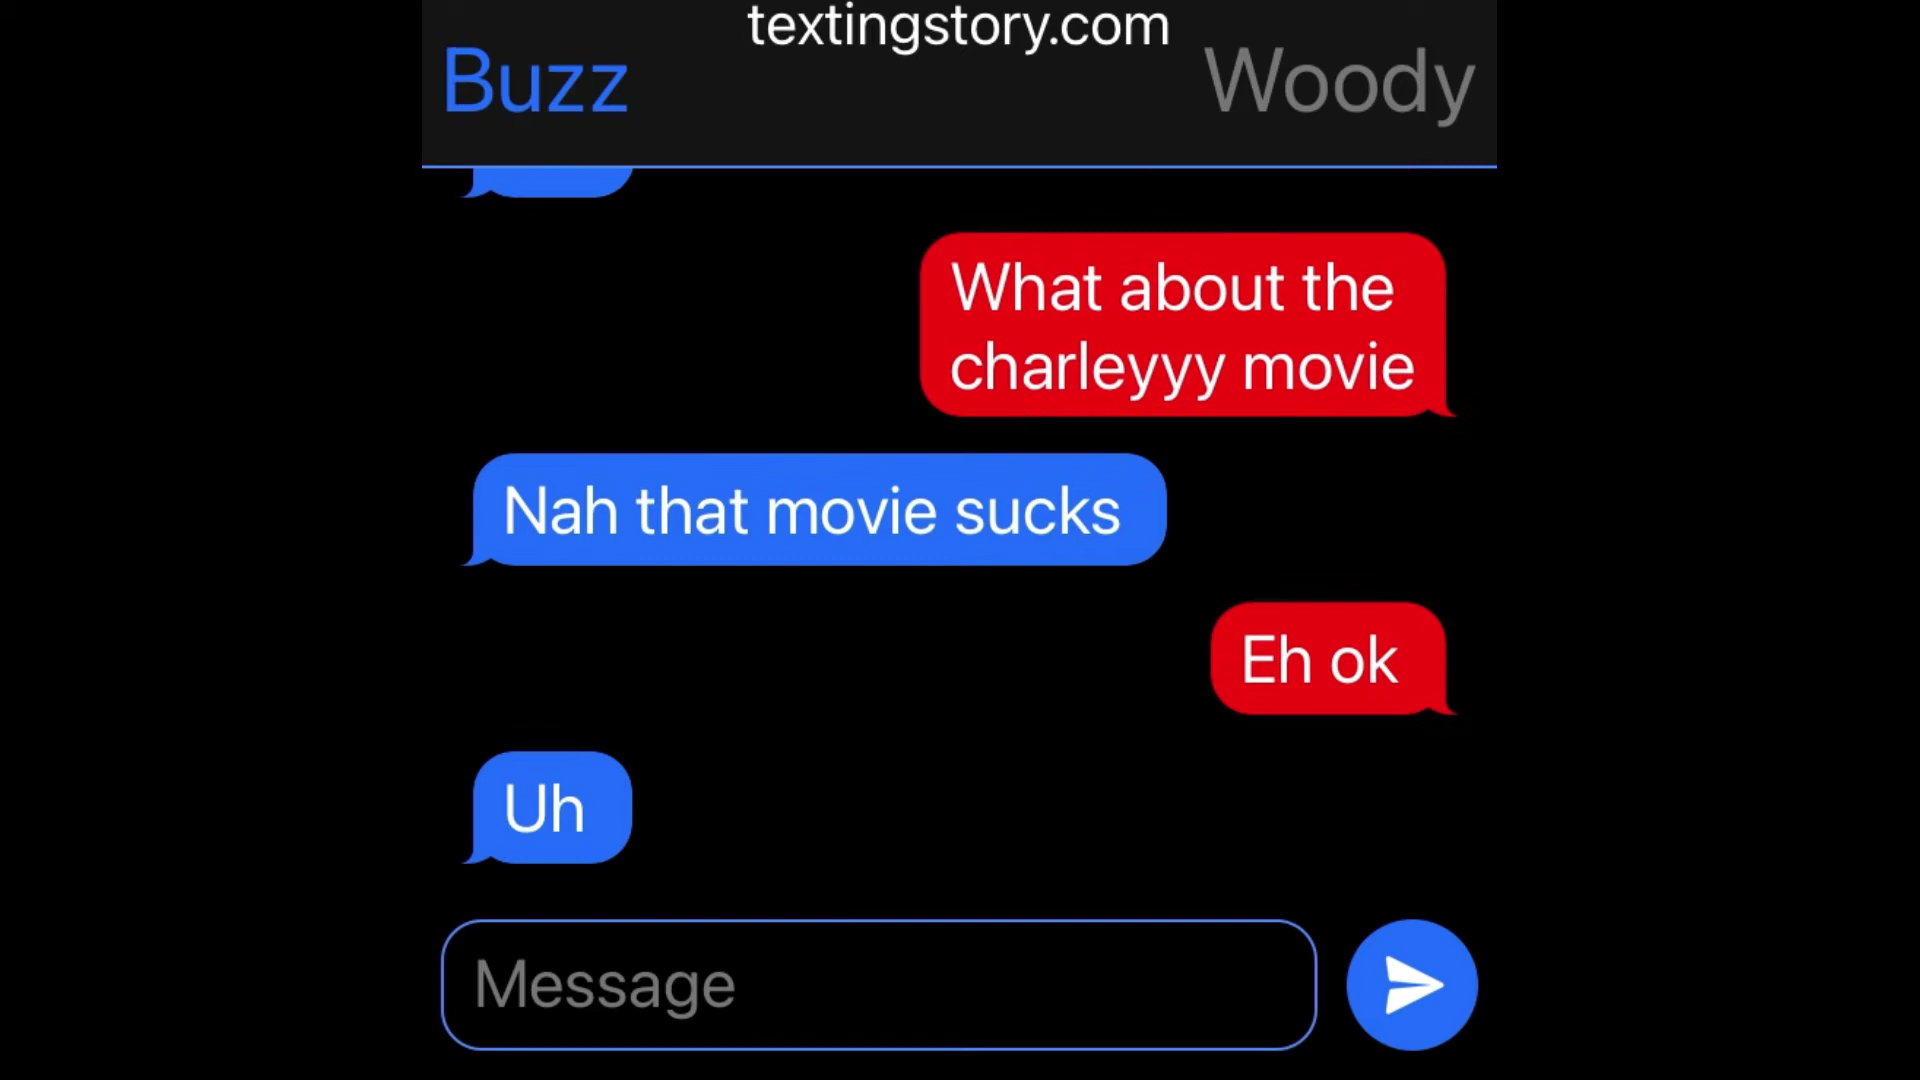 textingstory.com
Buzz
Woody
What about the
charleyyy movie
Nah that movie sucks
Eh ok
Uh
Message